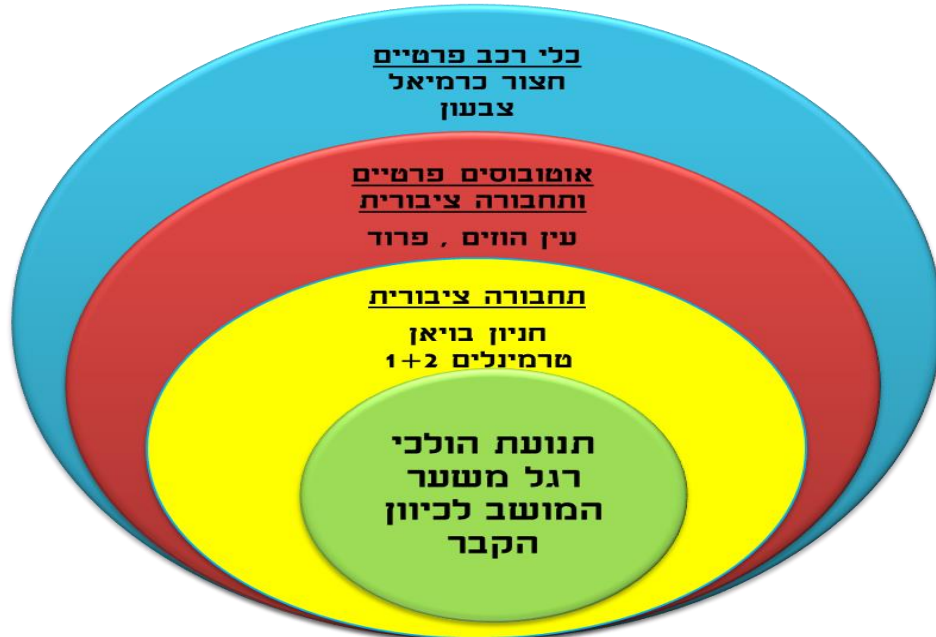 כלי רכב פרטיים
חצור כרמיאל
צבעון
אוטובוסים פרטיים
ותחבורה ציבורית
עין הוזים , פרוד
תחבורה ציבורית
חניון בויאן
טרמינלים 1+2
תנועת הולכי
רגל משער
המושב לכיוון
הקבר